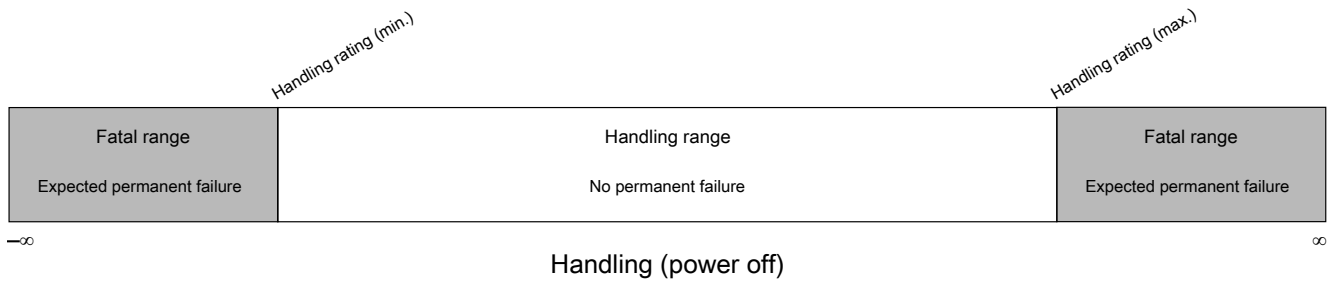 Handling rating (min.)
Handling rating (max.)
Fatal range
Handling range
Fatal range
Expected permanent failure
No permanent failure
Expected permanent failure
–∞
∞
Handling (power off)